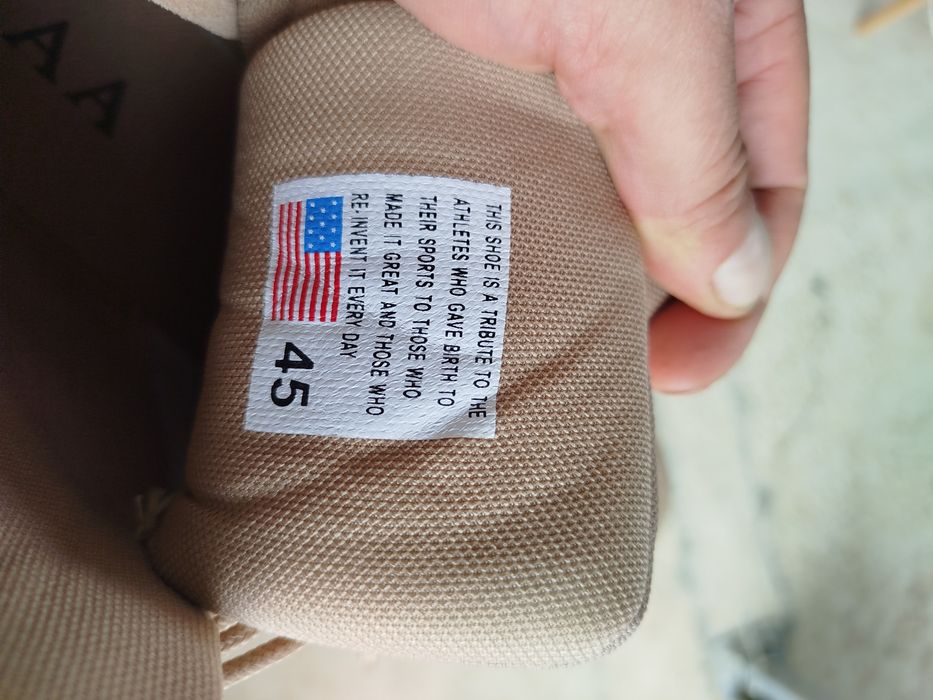 THIS SHOE IS A TRIBUTE TO THE
ATHLETES WHO GAVE BIRTH TO
THEIR SPORTS TO THOSE WHO
MADE IT GREAT AND THOSE WHO
RE-INVENT IT EVERY DAY
45
A A